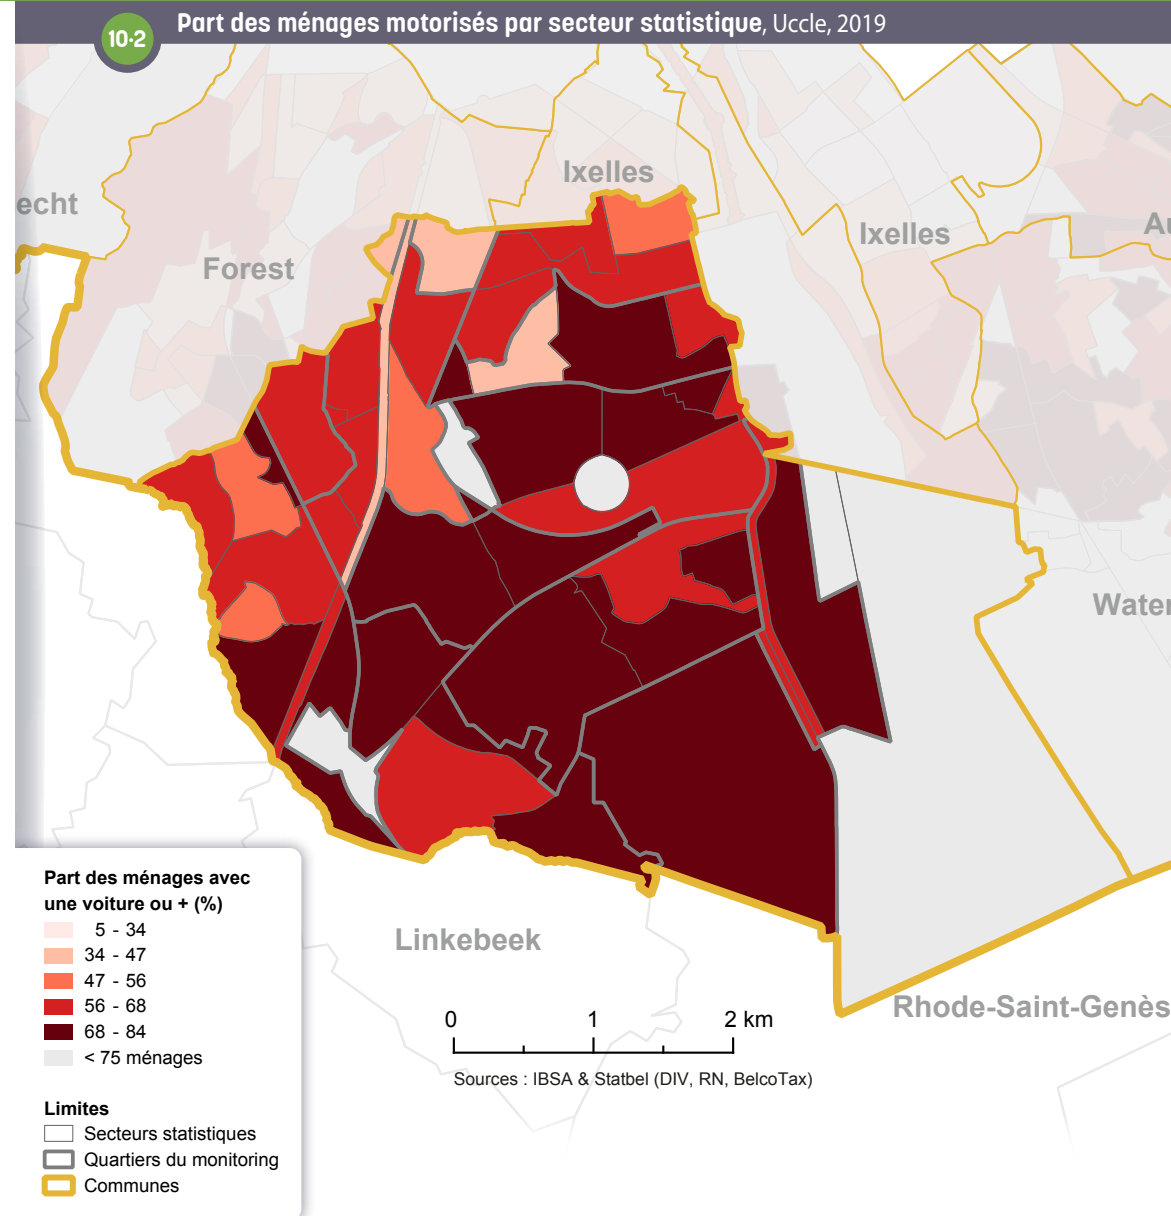 10·2
Part des ménages motorisés par secteur statistique, Uccle, 2019
Ixelles
echt
Ixelles
Forest
Water
Part des ménages avec
une voiture ou + (%)
5 - 34
34 - 47
47 - 56
56 - 68
68 - 84
< 75 ménages
Limites
Secteurs statistiques
Quartiers du monitoring
Communes
Linkebeek
Rhode-Saint-Genès
0 1 2 km
Sources : IBSA & Statbel (DIV, RN, BelcoTax)